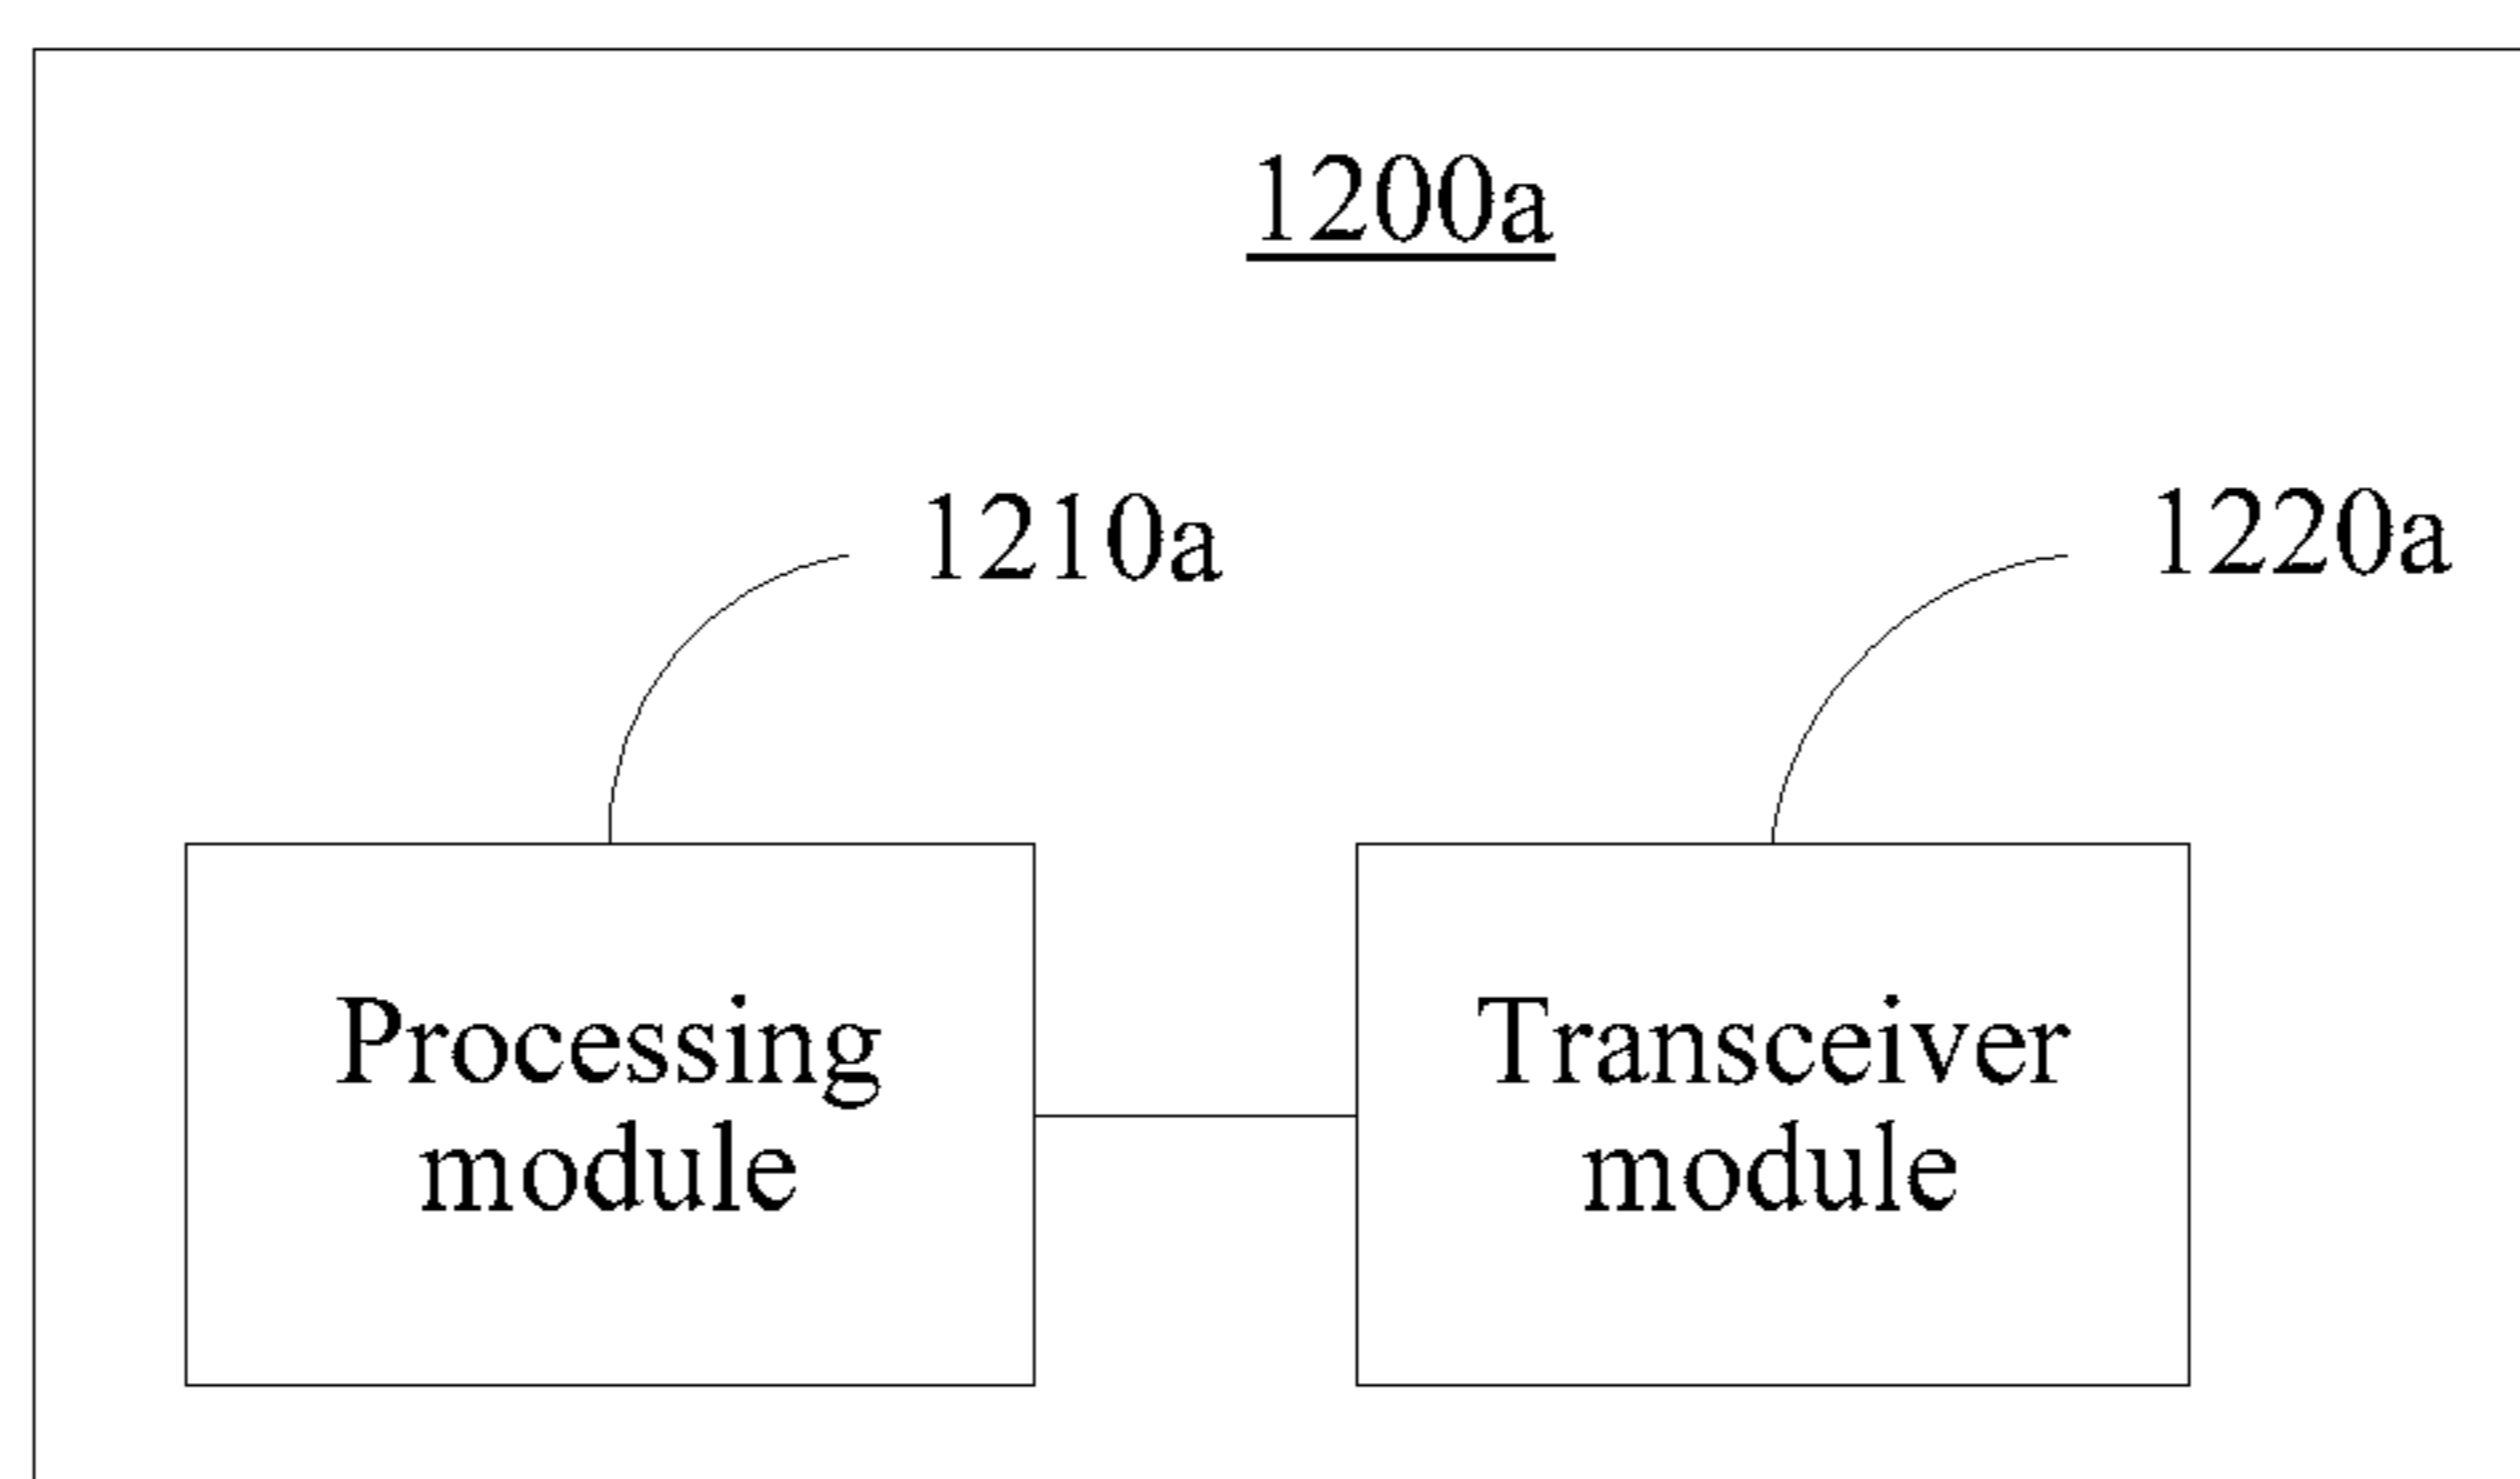 1200a
1210a
1220a
Processing
module
Transceiver
module